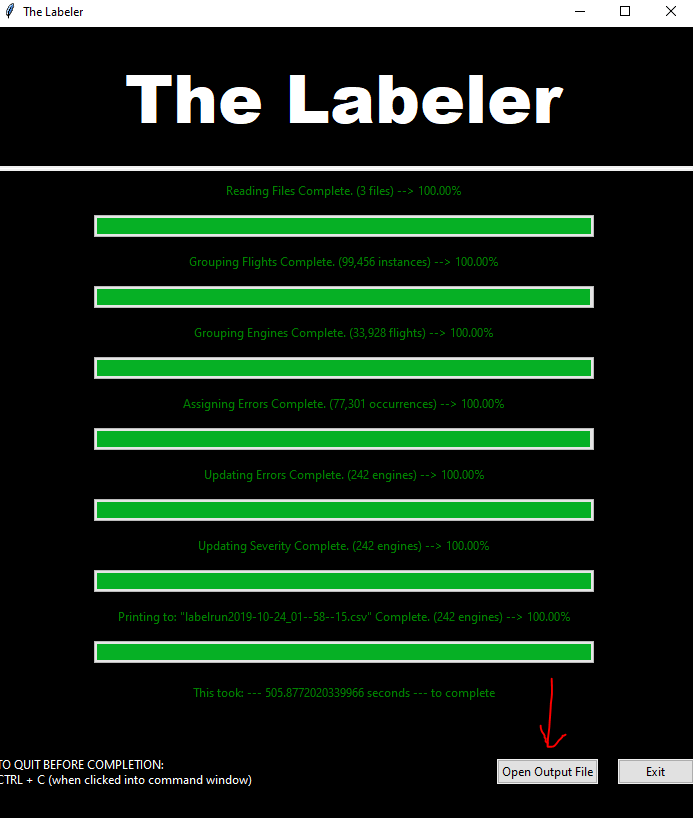 The Labeler
The Labeler
Reading Files Complete. (3 files) --> 100.00%
Grouping Flights Complete. (99,456 instances) --> 100.00%
Grouping Engines Complete. (33,928 flights) --> 100.00%
Assigning Errors Complete. (77,301 occurrences) --> 100.00%
Updating Errors Complete. (242 engines) --> 100.00%
Updating Severity Complete. (242 engines) --> 100.00%
Printing to: "labelrun2019-10-24_01--58--15.csv" Complete. (242 engines) --> 100.00%
This took: --- 505.8772020339966 seconds --- to complete
TO QUIT BEFORE COMPLETION:
CTRL + C (when clicked into command window)
Open Output File
Exit